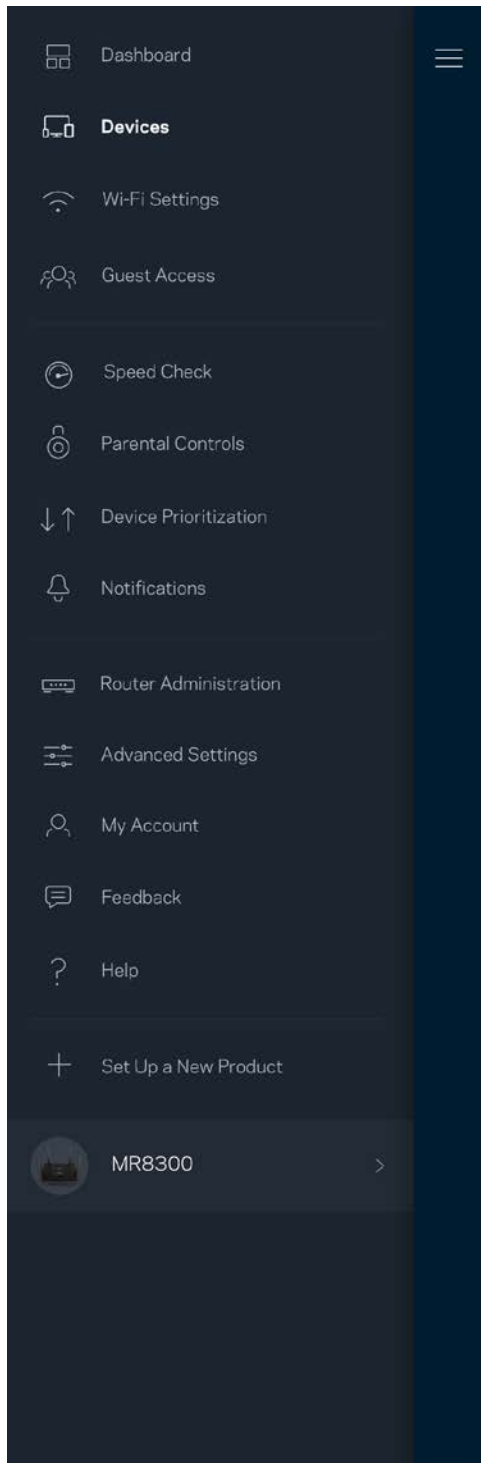 Dashboard
Devices
Wi-Fi Settings
Guest Access
Speed Check
Parental Controls
Device Prioritization
Notifications
Router Administration
Advanced Settings
My Account
Feedback
Help
Set Up a New Product
MR8300